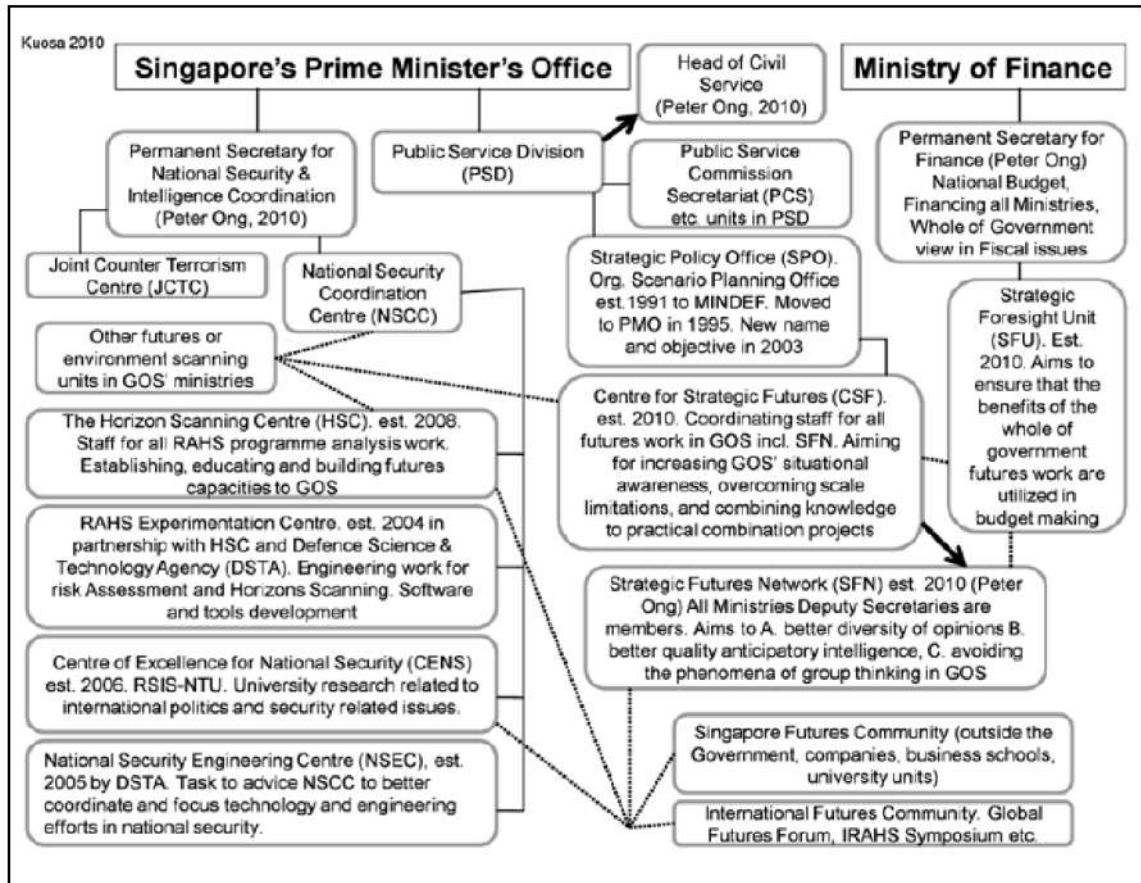 Kuosa 2010
Singapore's Prime Minister's Office
Head of Civil
Service
(Peter Ong, 2010)
Ministry of Finance
Permanent Secretary for
National Security &
Intelligence Coordination
(Peter Ong, 2010)
Public Service Division
(PSD)
Public Service
Commission
Secretariat (PCS)
etc. units in PSD
Permanent Secretary for
Finance (Peter Ong)
National Budget,
Financing all Ministries,
Whole of Government
view in Fiscal issues
Joint Counter Terrorism
Centre (JCTC)
National Security
Coordination
Centre (NSCC)
Strategic Policy Office (SPO).
Org. Scenario Planning Office
est.1991 to MINDEF. Moved
to PMO in 1995. New name
and objective in 2003
Strategic
Foresight Unit
(SFU). Est.
2010. Aims to
ensure that the
benefits of the
whole of
government
futures work are
utilized in
budget making
Other futures or
environment scanning
units in GOS' ministries
The Horizon Scanning Centre (HSC). est. 2008.
Staff for all RAHS programme analysis work.
Establishing, educating and building futures
capacities to GOS
Centre for Strategic Futures (CSF).
est. 2010. Coordinating staff for all
futures work in GOS incl. SFN. Aiming
for increasing GOS' situational
awareness, overcoming scale
limitations, and combining knowledge
to practical combination projects
RAHS Experimentation Centre. est. 2004 in
partnership with HSC and Defence Science &
Technology Agency (DSTA). Engineering work for
risk Assessment and Horizons Scanning. Software
and tools development
Strategic Futures Network (SFN) est. 2010 (Peter
Ong) All Ministries Deputy Secretaries are
members. Aims to A. better diversity of opinions B.
better quality anticipatory intelligence, C. avoiding
the phenomena of group thinking in GOS
Centre of Excellence for National Security (CENS)
est. 2006. RSIS-NTU. University research related to
international politics and security related issues.
Singapore Futures Community (outside the
Government, companies, business schools,
university units)
National Security Engineering Centre (NSEC), est.
2005 by DSTA. Task to advice NSCC to better
coordinate and focus technology and engineering
efforts in national security.
International Futures Community. Global
Futures Forum, IRAHS Symposium etc.